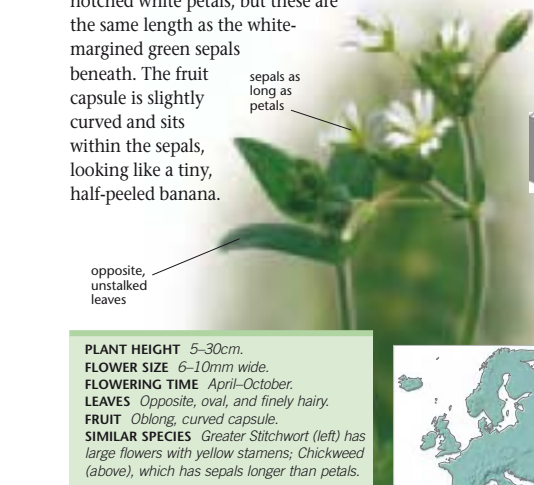 notched white petals, but these are
the same length as the white-
margined green sepals
beneath. The fruit
capsule is slightly
curved and sits
within the sepals,
looking like a tiny,
half-peeled banana.
sepals as
long as
petals
opposite,
unstalked
leaves
PLANT HEIGHT 5–30cm.
FLOWER SIZE 6–10mm wide.
FLOWERING TIME April–October.
LEAVES Opposite, oval, and finely hairy.
FRUIT Oblong, curved capsule.
SIMILAR SPECIES Greater Stitchwort (left) has
large flowers with yellow stamens; Chickweed
(above), which has sepals longer than petals.